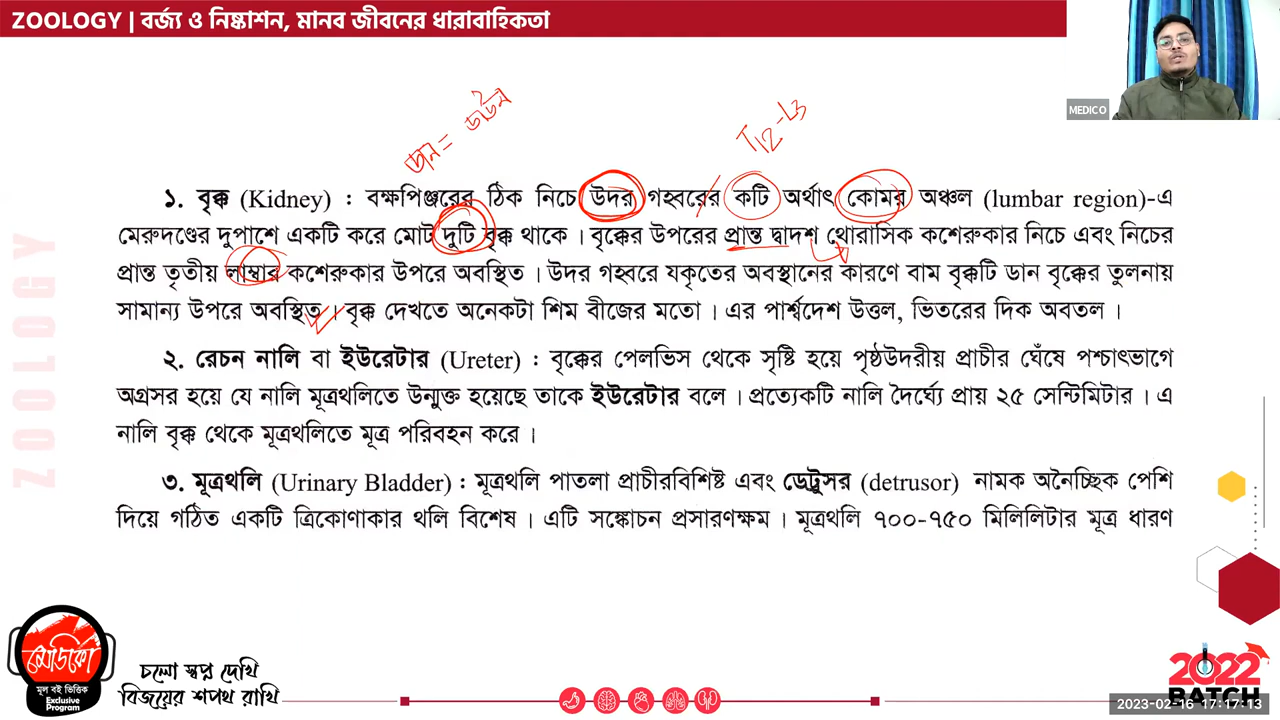 ZOOLOGY | বর্জ্য ও নিষ্কাশন, মানব জীবনের ধারাবাহিকতা
MEDICO
ডান = ডাউন
T12-L3
১. বৃক্ক (Kidney) : বক্ষপিঞ্জরের ঠিক নিচে উদর গহ্বরের কটি অর্থাৎ কোমর অঞ্চল (lumbar region)-এ
মেরুদণ্ডের দুপাশে একটি করে মোট দুটি বৃক্ক থাকে। বৃক্কের উপরের প্রান্ত দ্বাদশ থোরাসিক কশেরুকার নিচে এবং নিচের
প্রান্ত তৃতীয় লাম্বার কশেরুকার উপরে অবস্থিত। উদর গহ্বরে যকৃতের অবস্থানের কারণে বাম বৃক্কটি ডান বৃক্কের তুলনায়
সামান্য উপরে অবস্থিত। বৃক্ক দেখতে অনেকটা শিম বীজের মতো। এর পার্শ্বদেশ উত্তল, ভিতরের দিক অবতল।
২. রেচন নালি বা ইউরেটার (Ureter) : বৃক্কের পেলভিস থেকে সৃষ্টি হয়ে পৃষ্ঠউদরীয় প্রাচীর ঘেঁষে পশ্চাৎভাগে
অগ্রসর হয়ে যে নালি মূত্রথলিতে উন্মুক্ত হয়েছে তাকে ইউরেটার বলে। প্রত্যেকটি নালি দৈর্ঘ্যে প্রায় ২৫ সেন্টিমিটার। এ
নালি বৃক্ক থেকে মূত্রথলিতে মূত্র পরিবহন করে।
৩. মূত্রথলি (Urinary Bladder) : মূত্রথলি পাতলা প্রাচীরবিশিষ্ট এবং ডেট্রুসর (detrusor) নামক অনৈচ্ছিক পেশি
দিয়ে গঠিত একটি ত্রিকোণাকার থলি বিশেষ। এটি সঙ্কোচন প্রসারণক্ষম। মূত্রথলি ৭০০-৭৫০ মিলিলিটার মূত্র ধারণ
ZOOLOGY
মেডিকো
মূল বই ভিত্তিক
Exclusive
Program
চলো স্বপ্ন দেখি
বিজয়ের শপথ রাখি
2022
BATCH
2023-02-16 17:17:13